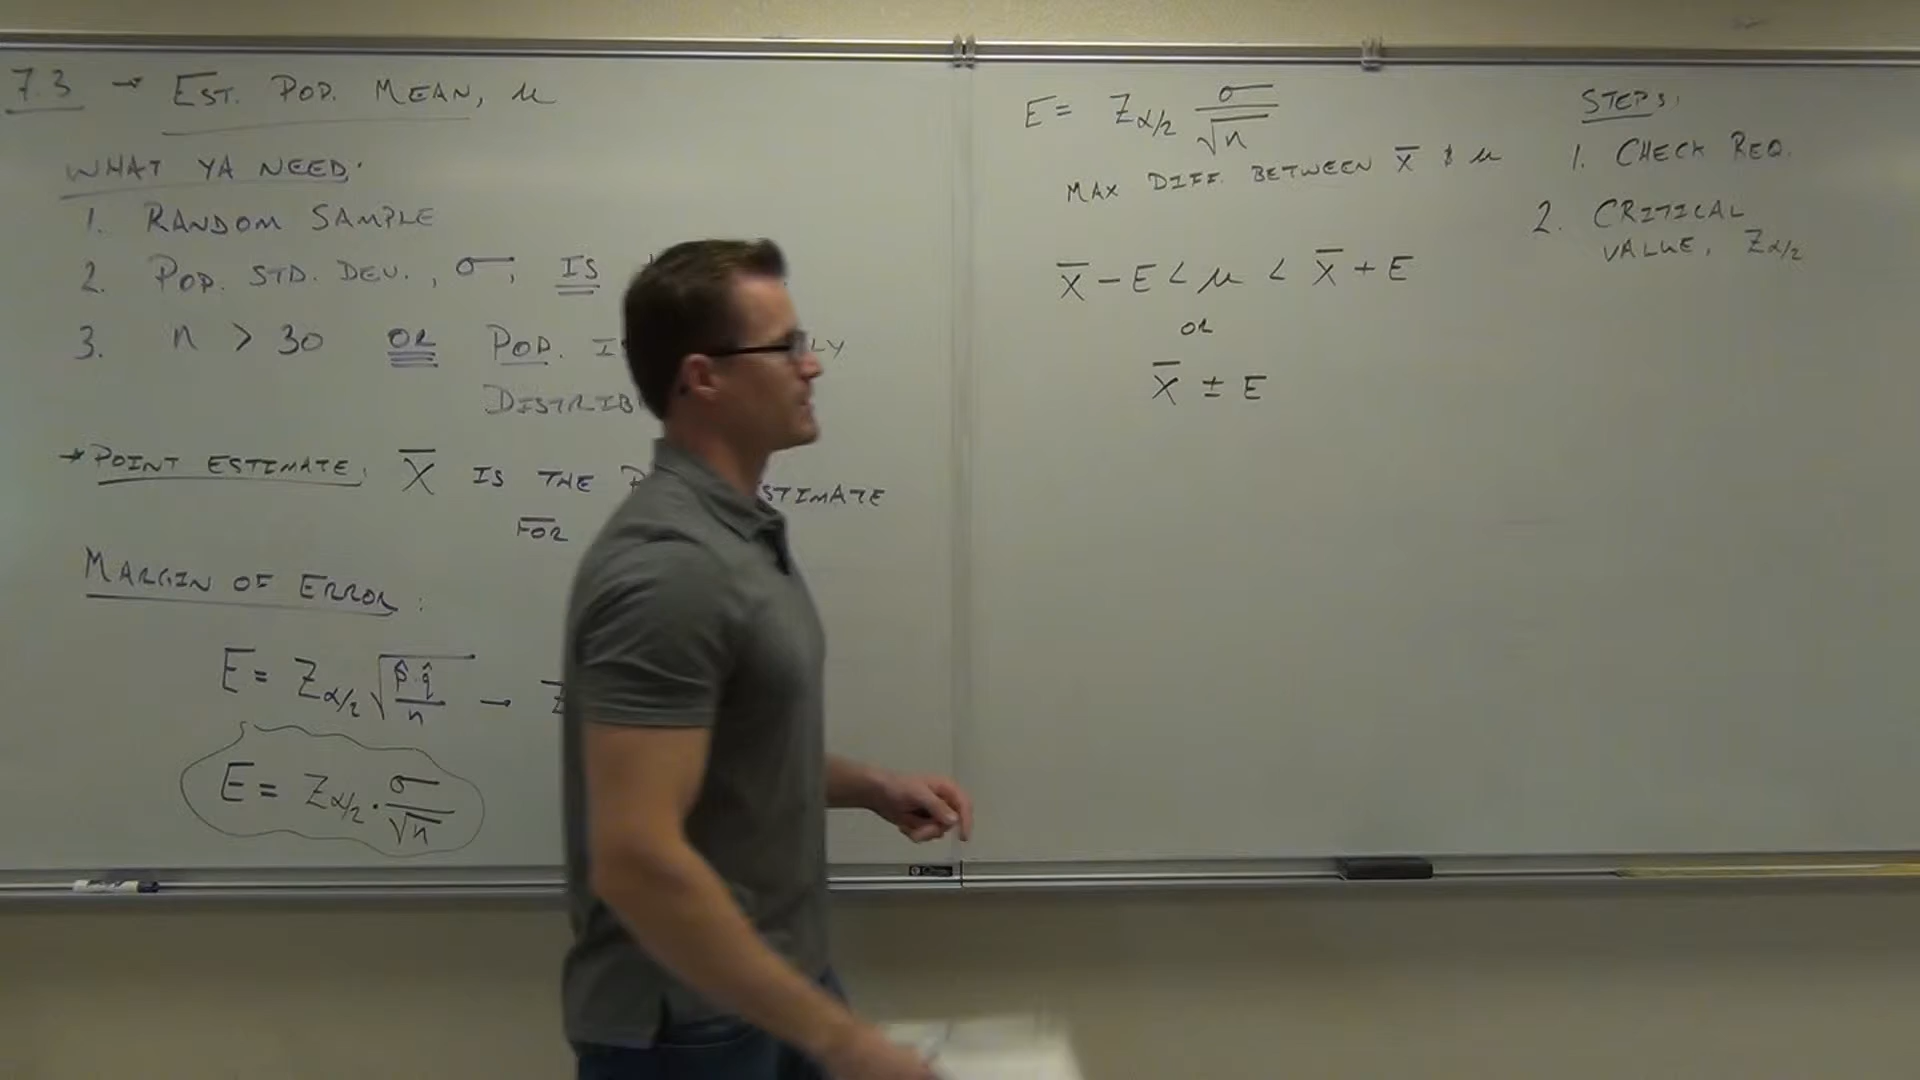 7.3 → EST. POP. MEAN, μ
WHAT YA NEED:
1. RANDOM SAMPLE
2. POP. STD. DEV., σ, IS
3. n > 30 OR POP. LY
→ POINT ESTIMATE: X̄ IS THE ESTIMATE
FOR
MARGIN OF ERROR:
E = Zα/2 √(p̂·q̂/n) →
E = Zα/2 · σ/√n
E = Zα/2 σ/√n
MAX DIFF. BETWEEN X̄ & μ
X̄ - E < μ < X̄ + E
OR
X̄ ± E
STEPS:
1. CHECK REQ.
2. CRITICAL
VALUE, Zα/2